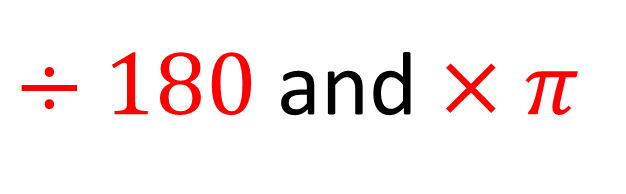 ÷ 180 and × π